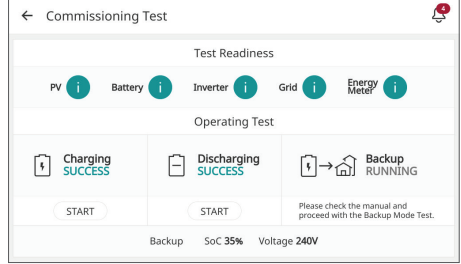 ← Commissioning Test
4
Test Readiness
PV i Battery i Inverter i Grid i Energy Meter i
Operating Test
Charging
SUCCESS
START
Discharging
SUCCESS
START
→
Backup
RUNNING
Please check the manual and
proceed with the Backup Mode Test.
Backup SoC 35% Voltage 240V